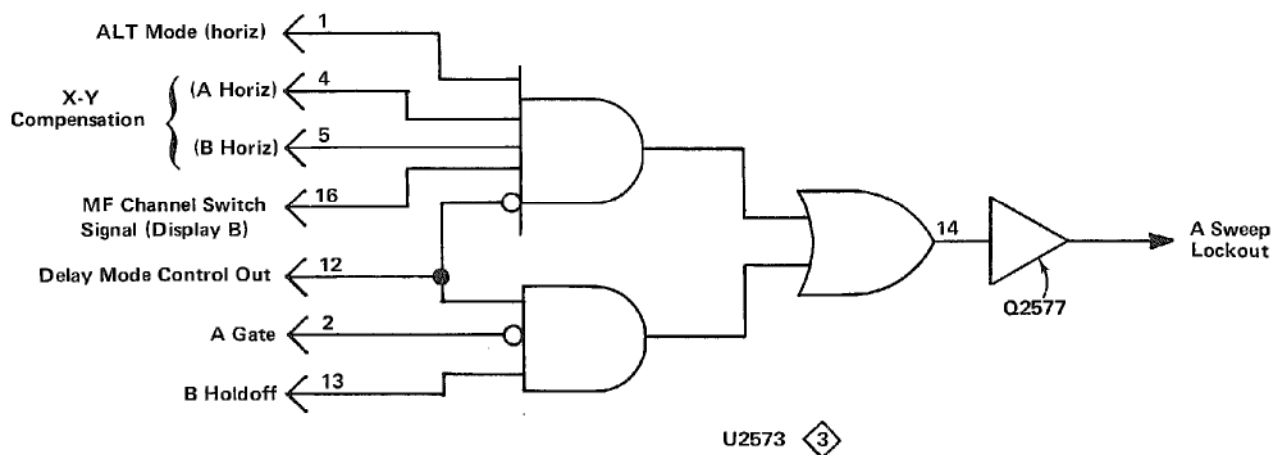 ALT Mode (horiz)
1
X-Y
Compensation
(A Horiz)
4
(B Horiz)
5
MF Channel Switch
Signal (Display B)
16
Delay Mode Control Out
12
A Gate
2
B Holdoff
13
14
A Sweep
Lockout
Q2577
U2573 3